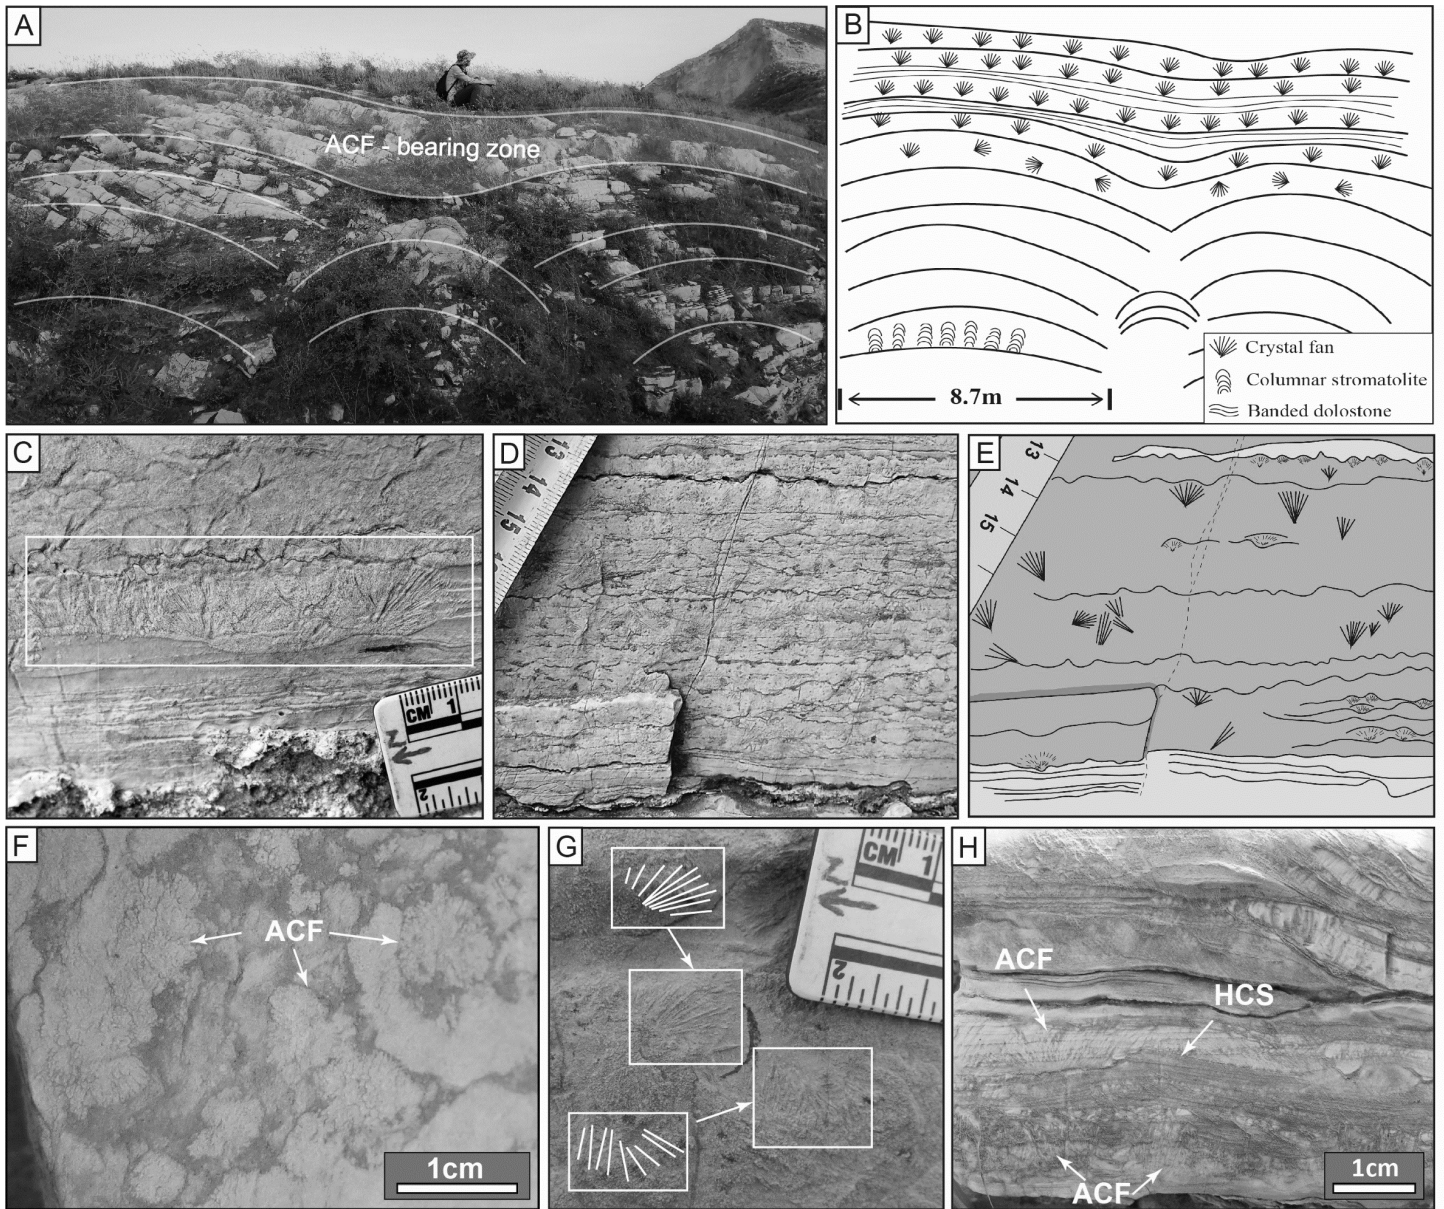 A
ACF - bearing zone
B
Crystal fan
Columnar stromatolite
Banded dolostone
8.7m
C
CM 1
2
D
13
14
15
E
13
14
15
F
ACF
1cm
G
CM 1
2
H
ACF
HCS
ACF
1cm